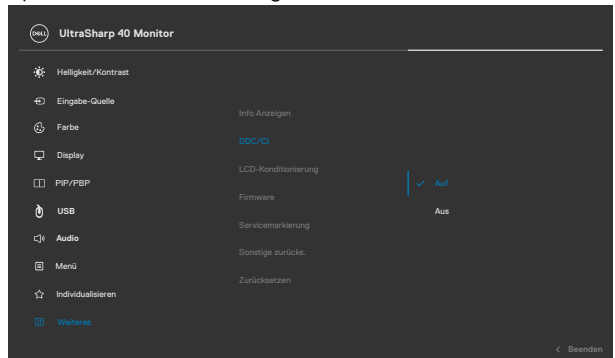 DELL
UltraSharp 40 Monitor
Helligkeit/Kontrast
Eingabe-Quelle
Farbe
Display
PIP/PBP
USB
Audio
Menü
Individualisieren
Weiteres
Info Anzeigen
DDC/CI
LCD-Konditionierung
Firmware
Servicemarkierung
Sonstige zurücks.
Zurücksetzen
Auf
Aus
Beenden